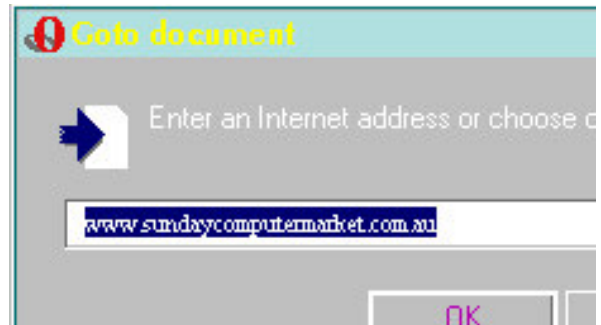 Goto document
Enter an Internet address or choose
www.sundaycomputermarket.com.au
OK